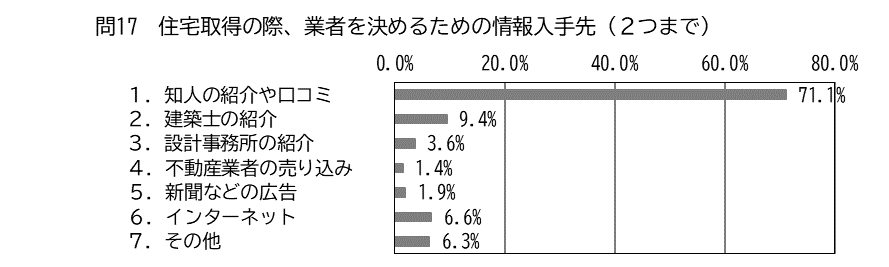 問17　住宅取得の際、業者を決めるための情報入手先（２つまで）
0.0% 20.0% 40.0% 60.0% 80.0%
１．知人の紹介や口コミ 71.1%
２．建築士の紹介 9.4%
３．設計事務所の紹介 3.6%
４．不動産業者の売り込み 1.4%
５．新聞などの広告 1.9%
６．インターネット 6.6%
７．その他 6.3%